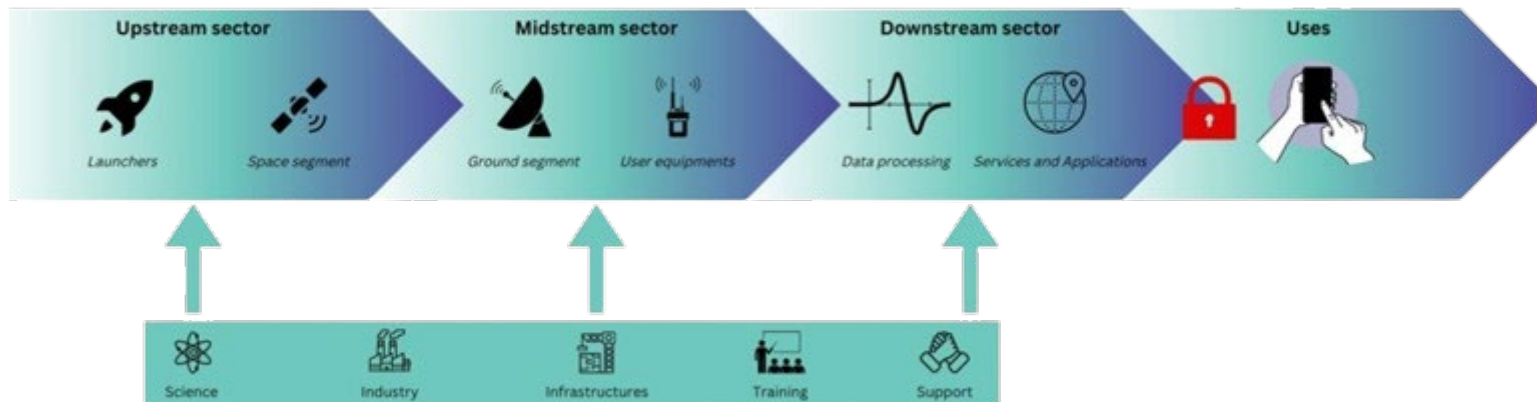 Upstream sector
Midstream sector
Downstream sector
Uses
Launchers
Space segment
Ground segment
User equipments
Data processing
Services and Applications
Science
Industry
Infrastructures
Training
Support